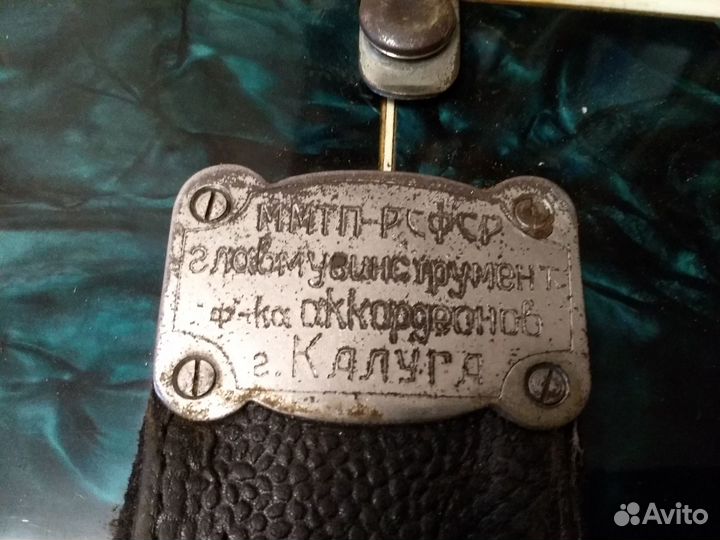 ММТП-РСФСР
главмузинструмент
ф-ка аккордеонов
г. Калуга
Avito